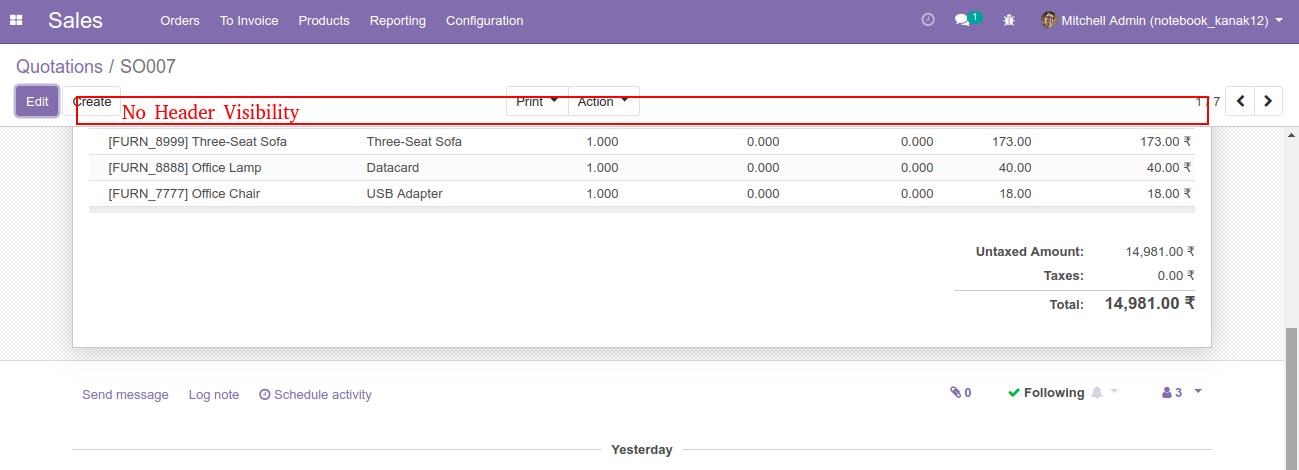 Sales Orders To Invoice Products Reporting Configuration 1 Mitchell Admin (notebook_kanak12)
Quotations / SO007
Edit Create Print Action 1 / 7
No Header Visibility
[FURN_8999] Three-Seat Sofa Three-Seat Sofa 1.000 0.000 0.000 173.00 173.00 ₹
[FURN_8888] Office Lamp Datacard 1.000 0.000 0.000 40.00 40.00 ₹
[FURN_7777] Office Chair USB Adapter 1.000 0.000 0.000 18.00 18.00 ₹
Untaxed Amount: 14,981.00 ₹
Taxes: 0.00 ₹
Total: 14,981.00 ₹
Send message Log note Schedule activity 0 Following 3
Yesterday